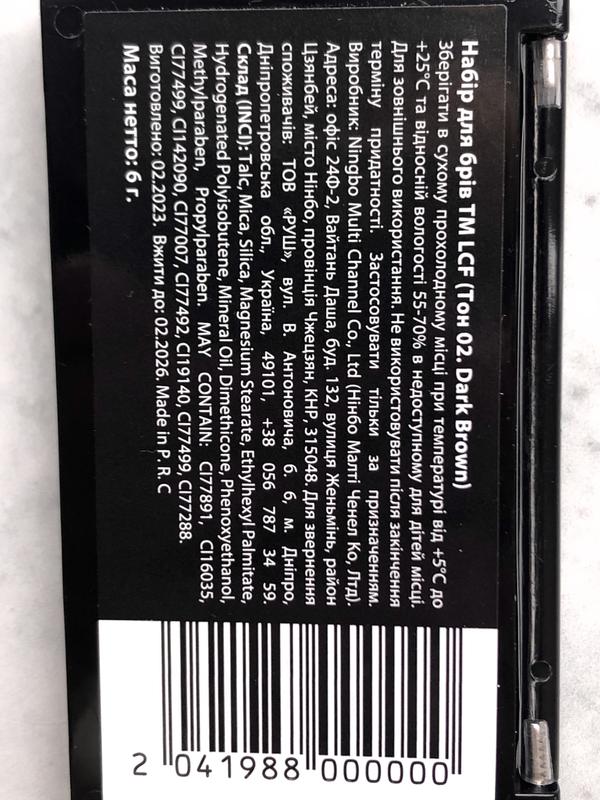 Набір для брів TM LCF (Тон 02. Dark Brown)
Зберігати в сухому прохолодному місці при температурі від +5°С до
+25°С та відносній вологості 55-70% в недоступному для дітей місці.
Для зовнішнього використання. Не використовувати після закінчення
терміну придатності. Застосовувати тільки за призначенням.
Виробник: Ningbo Multi Channel Co., Ltd (Нінбо Малті Ченел Ко, Лтд).
Адреса: офіс 240-2, Вайтань Даша, буд. 132, вулиця Женьмінь, район
Цзянбей, місто Нінбо, провінція Чжецзян, КНР, 315048. Для звернення
споживачів: ТОВ «РУШ», вул. В. Антоновича, б. 6, м. Дніпро,
Дніпропетровська обл., Україна, 49101, +38 056 787 34 59.
Склад (INCI): Talc, Mica, Silica, Magnesium Stearate, Ethylhexyl Palmitate,
Hydrogenated Polyisobutene, Mineral Oil, Dimethicone, Phenoxyethanol,
Methylparaben, Propylparaben. MAY CONTAIN: CI77891, CI16035,
CI77499, CI42090, CI77007, CI77492, CI19140, CI77499, CI77288.
Виготовлено: 02.2023. Вжити до: 02.2026. Made in P.R.C
Маса нетто: 6 г.
2 041988 000000